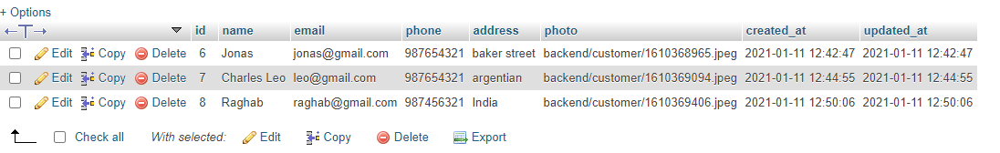 + Options
←T→ id name email phone address photo created_at updated_at
Edit Copy Delete 6 Jonas jonas@gmail.com 987654321 baker street backend/customer/1610368965.jpeg 2021-01-11 12:42:47 2021-01-11 12:42:47
Edit Copy Delete 7 Charles Leo leo@gmail.com 987654321 argentian backend/customer/1610369094.jpeg 2021-01-11 12:44:55 2021-01-11 12:44:55
Edit Copy Delete 8 Raghab raghab@gmail.com 987456321 India backend/customer/1610369406.jpeg 2021-01-11 12:50:06 2021-01-11 12:50:06
Check all With selected: Edit Copy Delete Export